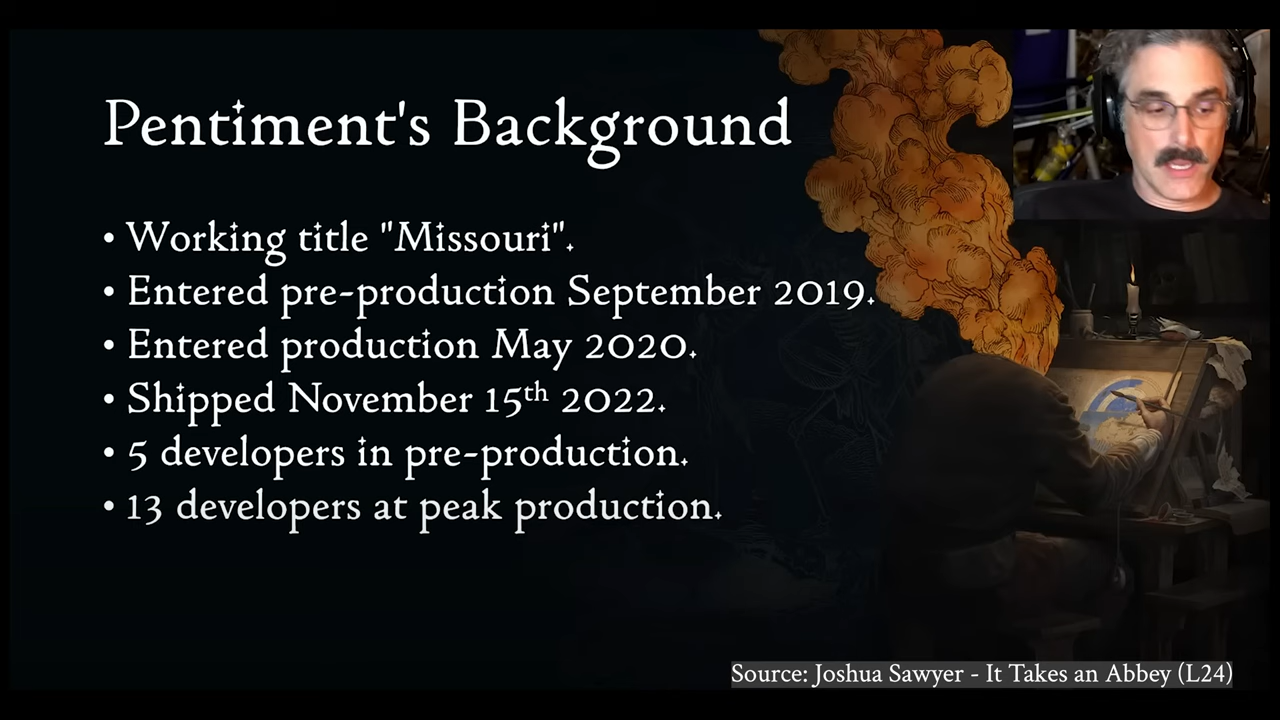 Pentiment's Background
• Working title "Missouri".
• Entered pre-production September 2019.
• Entered production May 2020.
• Shipped November 15th 2022.
• 5 developers in pre-production.
• 13 developers at peak production.
Source: Joshua Sawyer - It Takes an Abbey (L24)